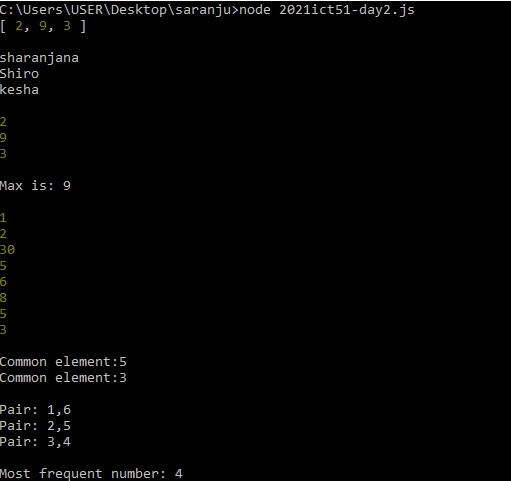 C:\Users\USER\Desktop\saranju>node 2021ict51-day2.js
[ 2, 9, 3 ]
sharanjana
Shiro
kesha
2
9
3
Max is: 9
1
2
30
5
6
8
5
3
Common element:5
Common element:3
Pair: 1,6
Pair: 2,5
Pair: 3,4
Most frequent number: 4